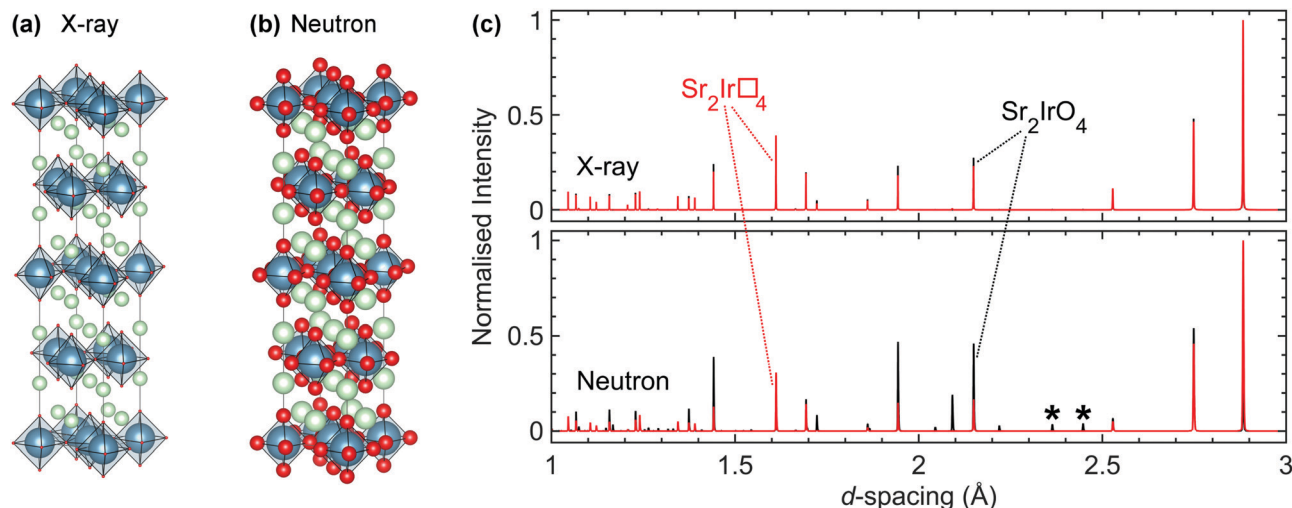 (a) X-ray
(b) Neutron
(c)
Normalised Intensity
1
0.5
0
X-ray
Sr₂Ir□₄
Sr₂IrO₄
1
0.5
0
Neutron
* *
1 1.5 2 2.5 3
d-spacing (Å)